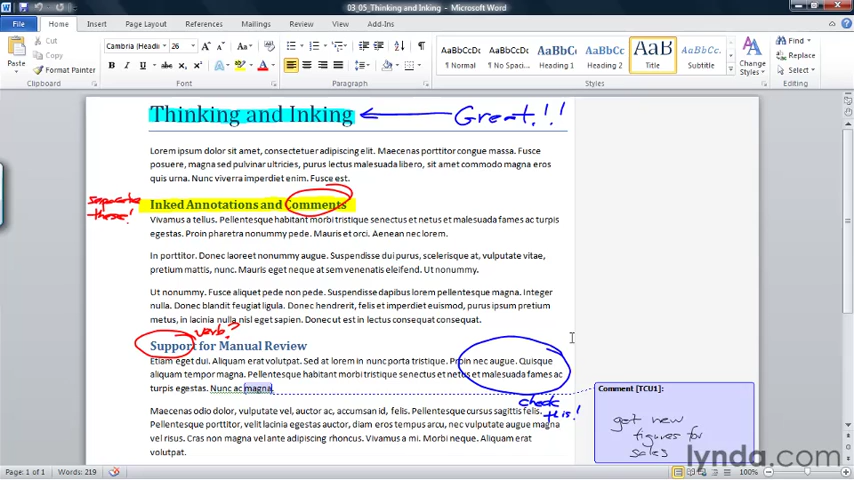 03_05_Thinking and Inking - Microsoft Word
File Home Insert Page Layout References Mailings Review View Add-Ins
Cut
Copy
Format Painter
Paste
Cambria (Headi 26
AaBbCcDc AaBbCcDc AaBbC AaBbCc AaB AaBbCc.
¶ Normal ¶ No Spaci... Heading 1 Heading 2 Title Subtitle
Change
Styles
Find
Replace
Select
Clipboard Font Paragraph Styles Editing
Thinking and Inking
Great!!
Lorem ipsum dolor sit amet, consectetuer adipiscing elit. Maecenas porttitor congue massa. Fusce
posuere, magna sed pulvinar ultricies, purus lectus malesuada libero, sit amet commodo magna eros
quis urna. Nunc viverra imperdiet enim. Fusce est.
Inked Annotations and Comments
these!
Vivamus a tellus. Pellentesque habitant morbi tristique senectus et netus et malesuada fames ac turpis
egestas. Proin pharetra nonummy pede. Mauris et orci. Aenean nec lorem.
In porttitor. Donec laoreet nonummy augue. Suspendisse dui purus, scelerisque at, vulputate vitae,
pretium mattis, nunc. Mauris eget neque at sem venenatis eleifend. Ut nonummy.
Ut nonummy. Fusce aliquet pede non pede. Suspendisse dapibus lorem pellentesque magna. Integer
nulla. Donec blandit feugiat ligula. Donec hendrerit, felis et imperdiet euismod, purus ipsum pretium
metus, in lacinia nulla nisl eget sapien. Donec ut est in lectus consequat consequat.
verb?
Support for Manual Review
Etiam eget dui. Aliquam erat volutpat. Sed at lorem in nunc porta tristique. Proin nec augue. Quisque
aliquam tempor magna. Pellentesque habitant morbi tristique senectus et netus et malesuada fames ac
turpis egestas. Nunc ac magna.
check
this!
Comment [TCU1]:
get new
figures for
sales
Maecenas odio dolor, vulputate vel, auctor ac, accumsan id, felis. Pellentesque cursus sagittis felis.
Pellentesque porttitor, velit lacinia egestas auctor, diam eros tempus arcu, nec vulputate augue magna
vel risus. Cras non magna vel ante adipiscing rhoncus. Vivamus a mi. Morbi neque. Aliquam erat
volutpat.
lynda.com
Page: 1 of 1 Words: 219 100%